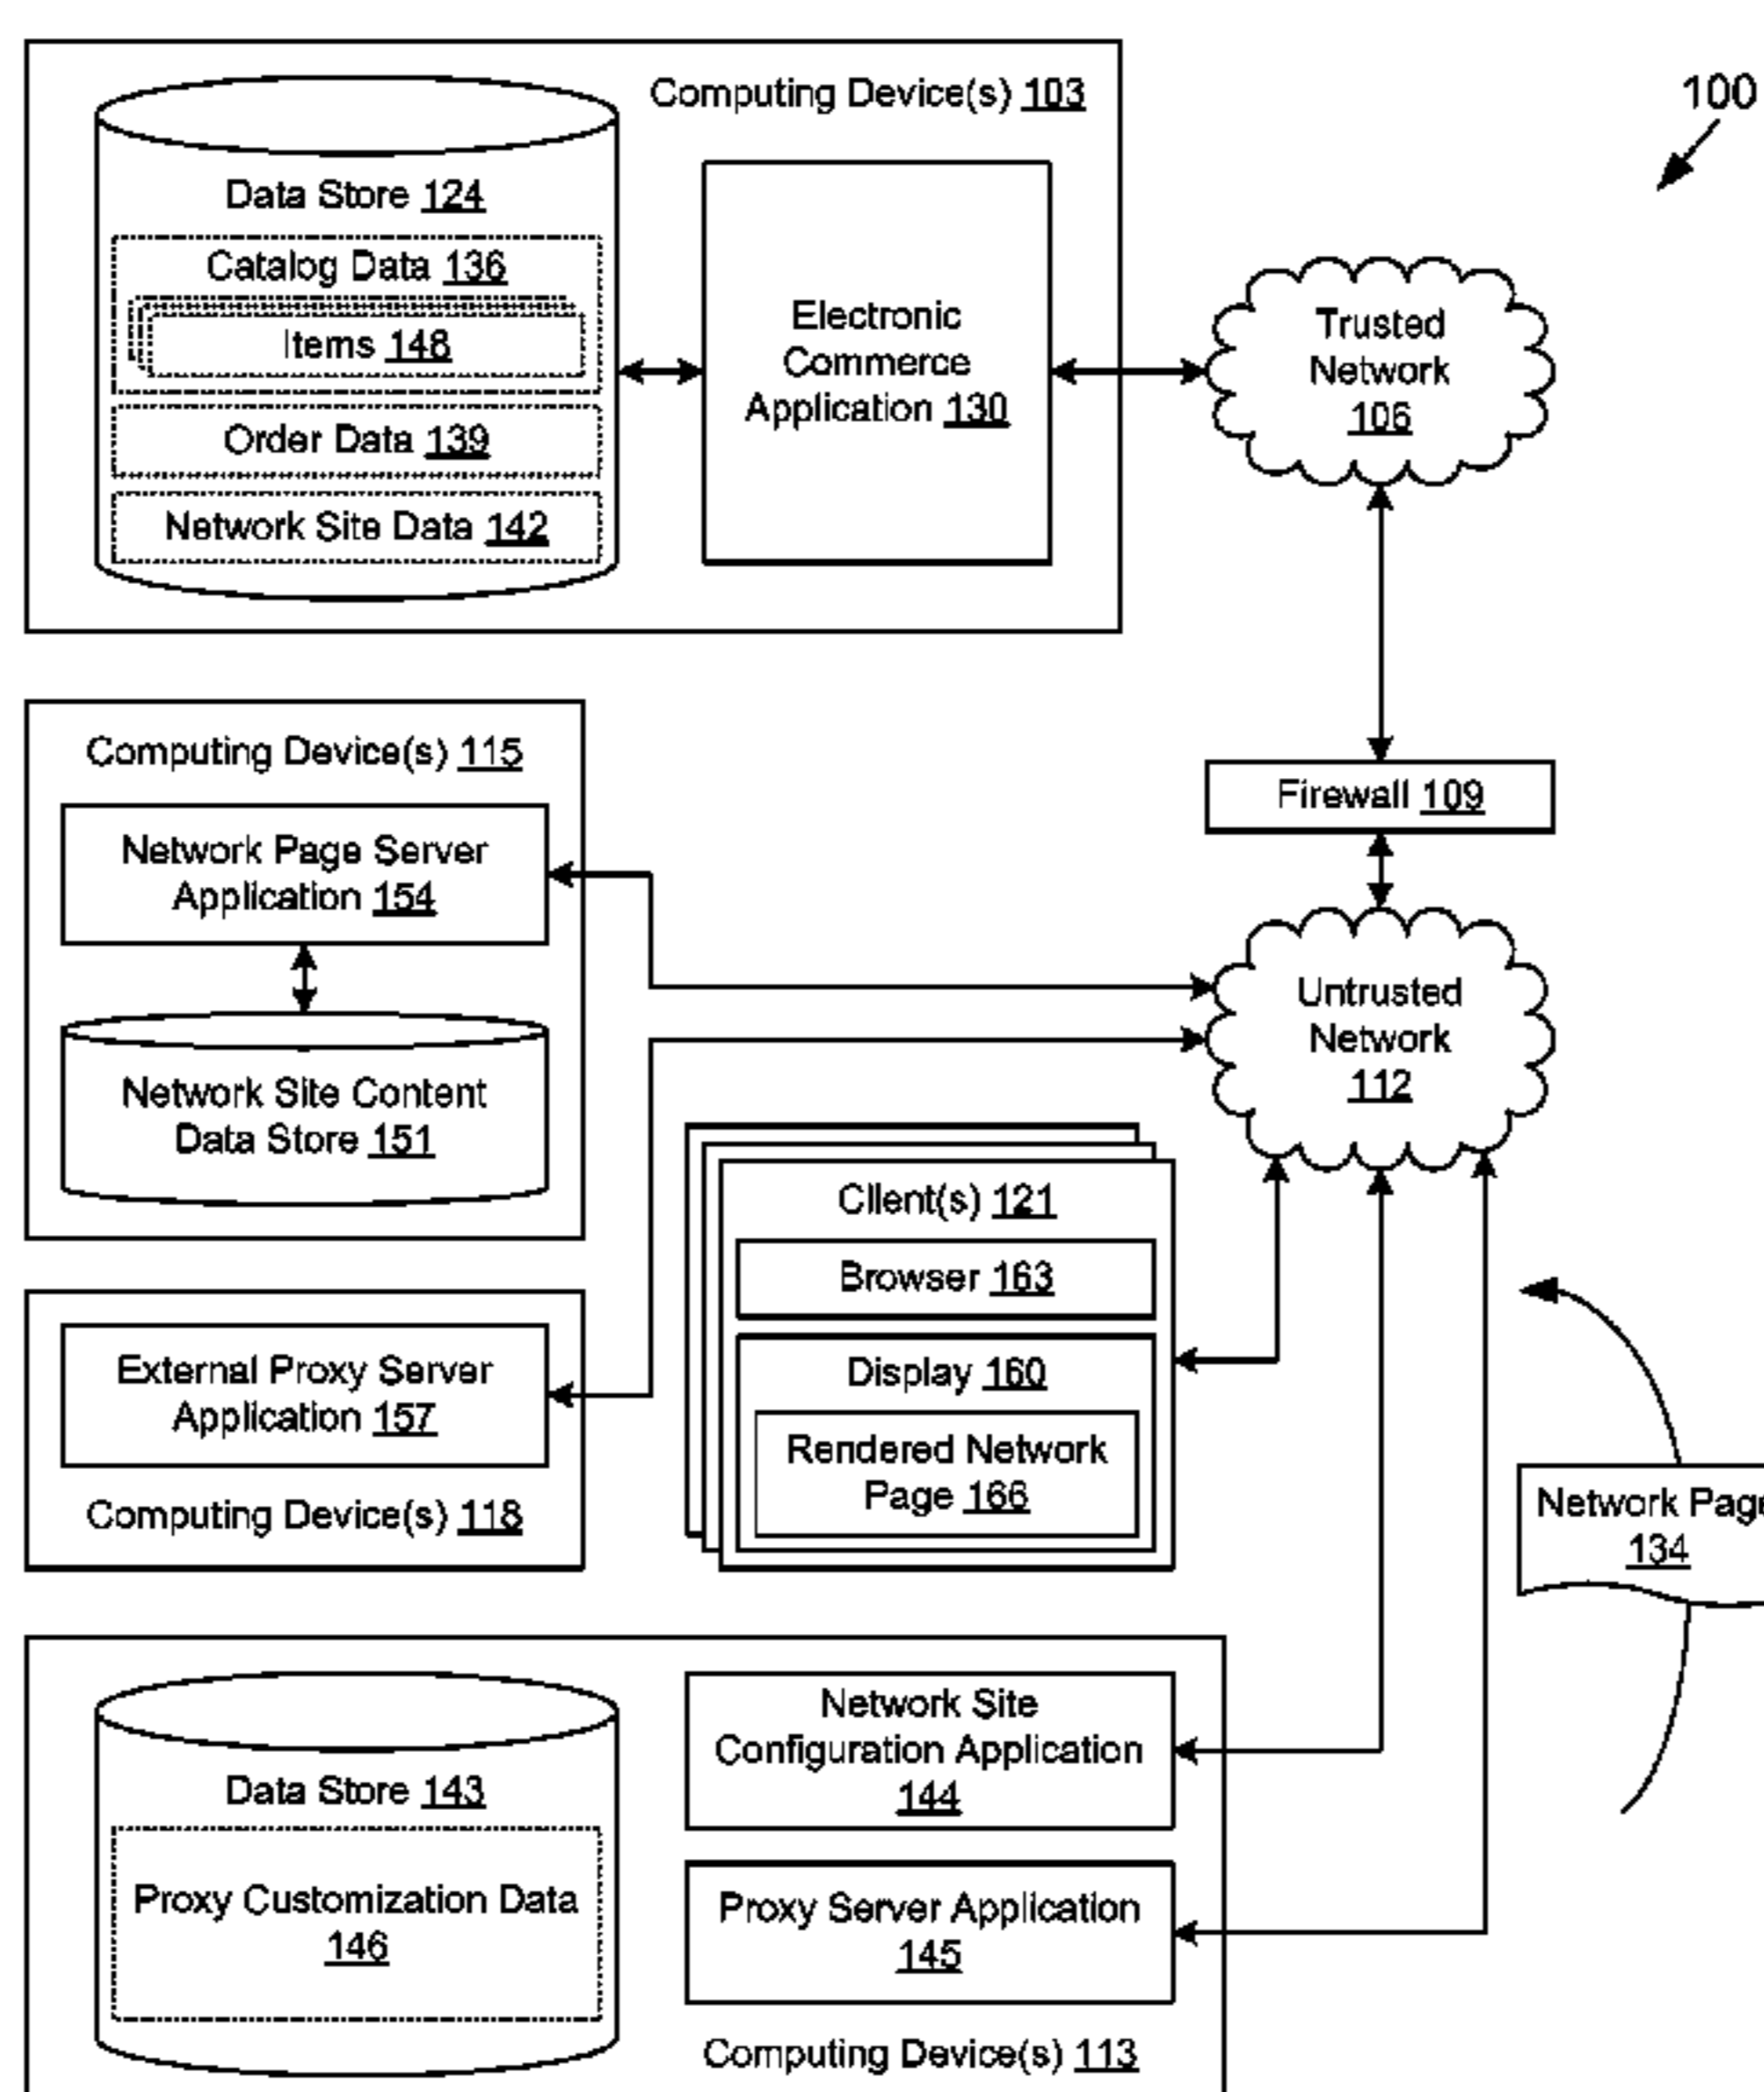 100
Computing Device(s) 103
Data Store 124
Catalog Data 136
Items 148
Order Data 139
Network Site Data 142
Electronic
Commerce
Application 130
Trusted
Network
106
Firewall 109
Untrusted
Network
112
Computing Device(s) 115
Network Page Server
Application 154
Network Site Content
Data Store 151
External Proxy Server
Application 157
Computing Device(s) 118
Client(s) 121
Browser 163
Display 160
Rendered Network
Page 166
Network Page
134
Data Store 143
Proxy Customization Data
146
Network Site
Configuration Application
144
Proxy Server Application
145
Computing Device(s) 113